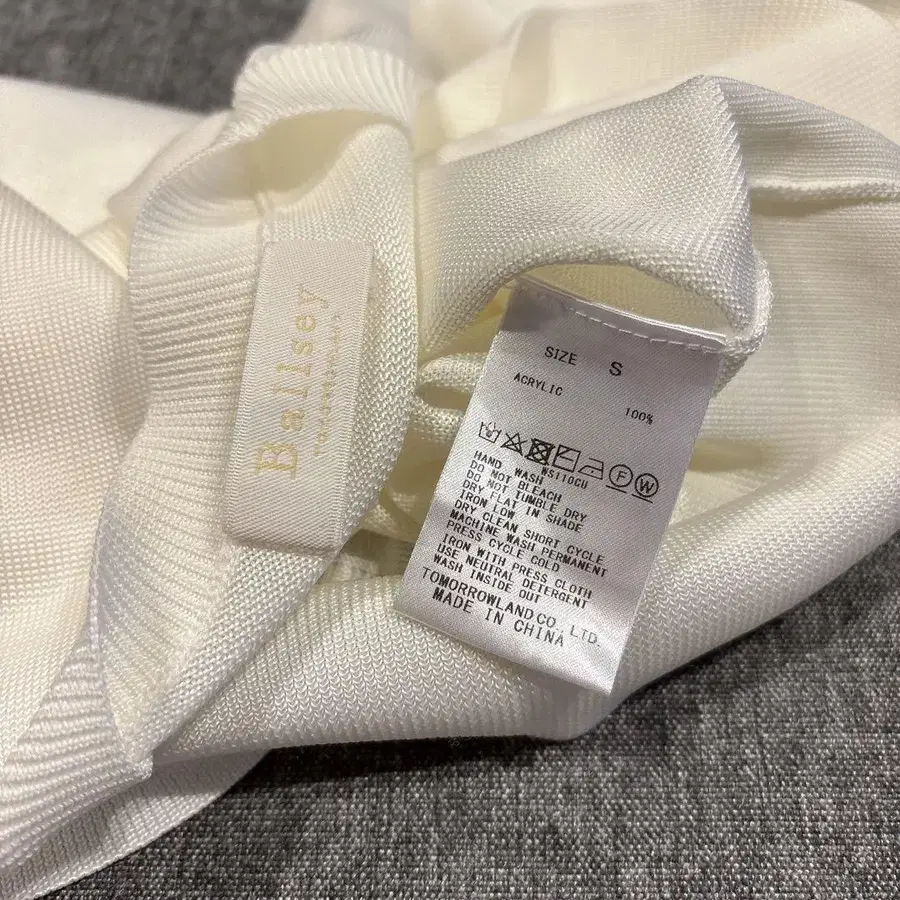 Ballsey
TOMORROWLAND
SIZE S
ACRYLIC 100%
F W
WS110CU
HAND WASH
DO NOT BLEACH
DO NOT TUMBLE DRY
DRY FLAT IN SHADE
IRON LOW
DRY CLEAN SHORT CYCLE
MACHINE WASH PERMANENT
PRESS CYCLE COLD
IRON WITH PRESS CLOTH
USE NEUTRAL DETERGENT
WASH INSIDE OUT
TOMORROWLAND CO., LTD.
MADE IN CHINA